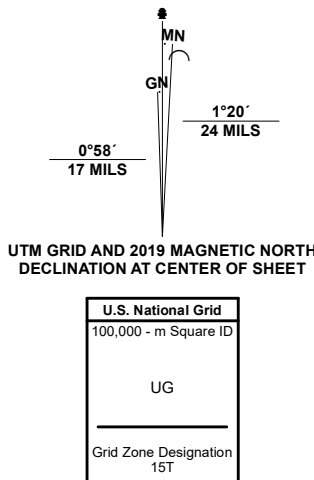 MN
GN
1°20´
24 MILS
0°58´
17 MILS
UTM GRID AND 2019 MAGNETIC NORTH
DECLINATION AT CENTER OF SHEET
U.S. National Grid
100,000 - m Square ID
UG
Grid Zone Designation
15T